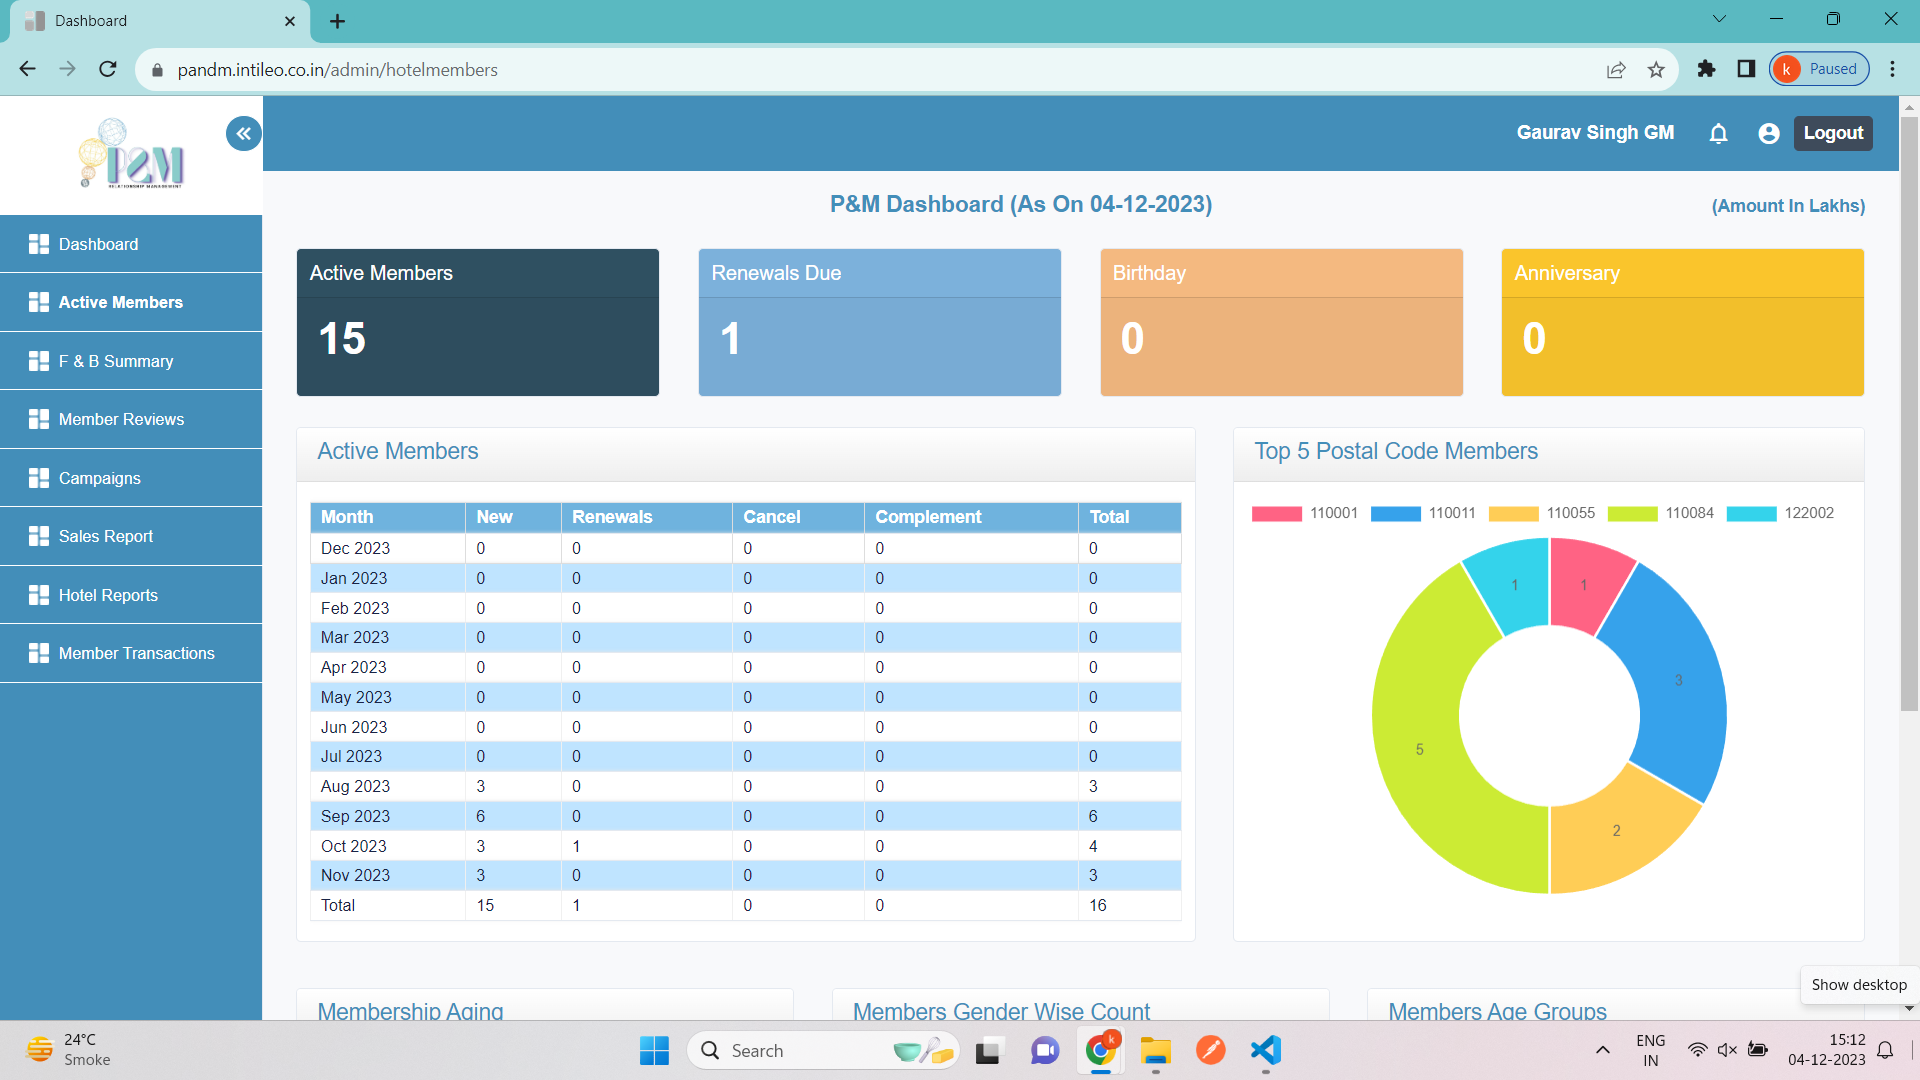 Dashboard
pandm.intileo.co.in/admin/hotelmembers
k Paused
P&M
RELATIONSHIP MANAGEMENT
Gaurav Singh GM
Logout
Dashboard
Active Members
F & B Summary
Member Reviews
Campaigns
Sales Report
Hotel Reports
Member Transactions
P&M Dashboard (As On 04-12-2023)
(Amount In Lakhs)
Active Members
15
Renewals Due
1
Birthday
0
Anniversary
0
Active Members
Month New Renewals Cancel Complement Total
Dec 2023 0 0 0 0 0
Jan 2023 0 0 0 0 0
Feb 2023 0 0 0 0 0
Mar 2023 0 0 0 0 0
Apr 2023 0 0 0 0 0
May 2023 0 0 0 0 0
Jun 2023 0 0 0 0 0
Jul 2023 0 0 0 0 0
Aug 2023 3 0 0 0 3
Sep 2023 6 0 0 0 6
Oct 2023 3 1 0 0 4
Nov 2023 3 0 0 0 3
Total 15 1 0 0 16
Top 5 Postal Code Members
110001 110011 110055 110084 122002
1
1
3
5
2
Membership Aging
Members Gender Wise Count
Members Age Groups
Show desktop
24°C
Smoke
Search
k
ENG
IN
15:12
04-12-2023